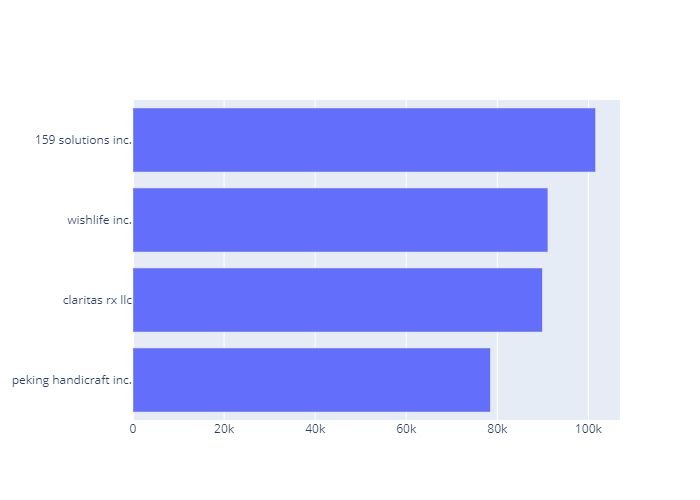 159 solutions inc.
wishlife inc.
claritas rx llc
peking handicraft inc.
0 20k 40k 60k 80k 100k